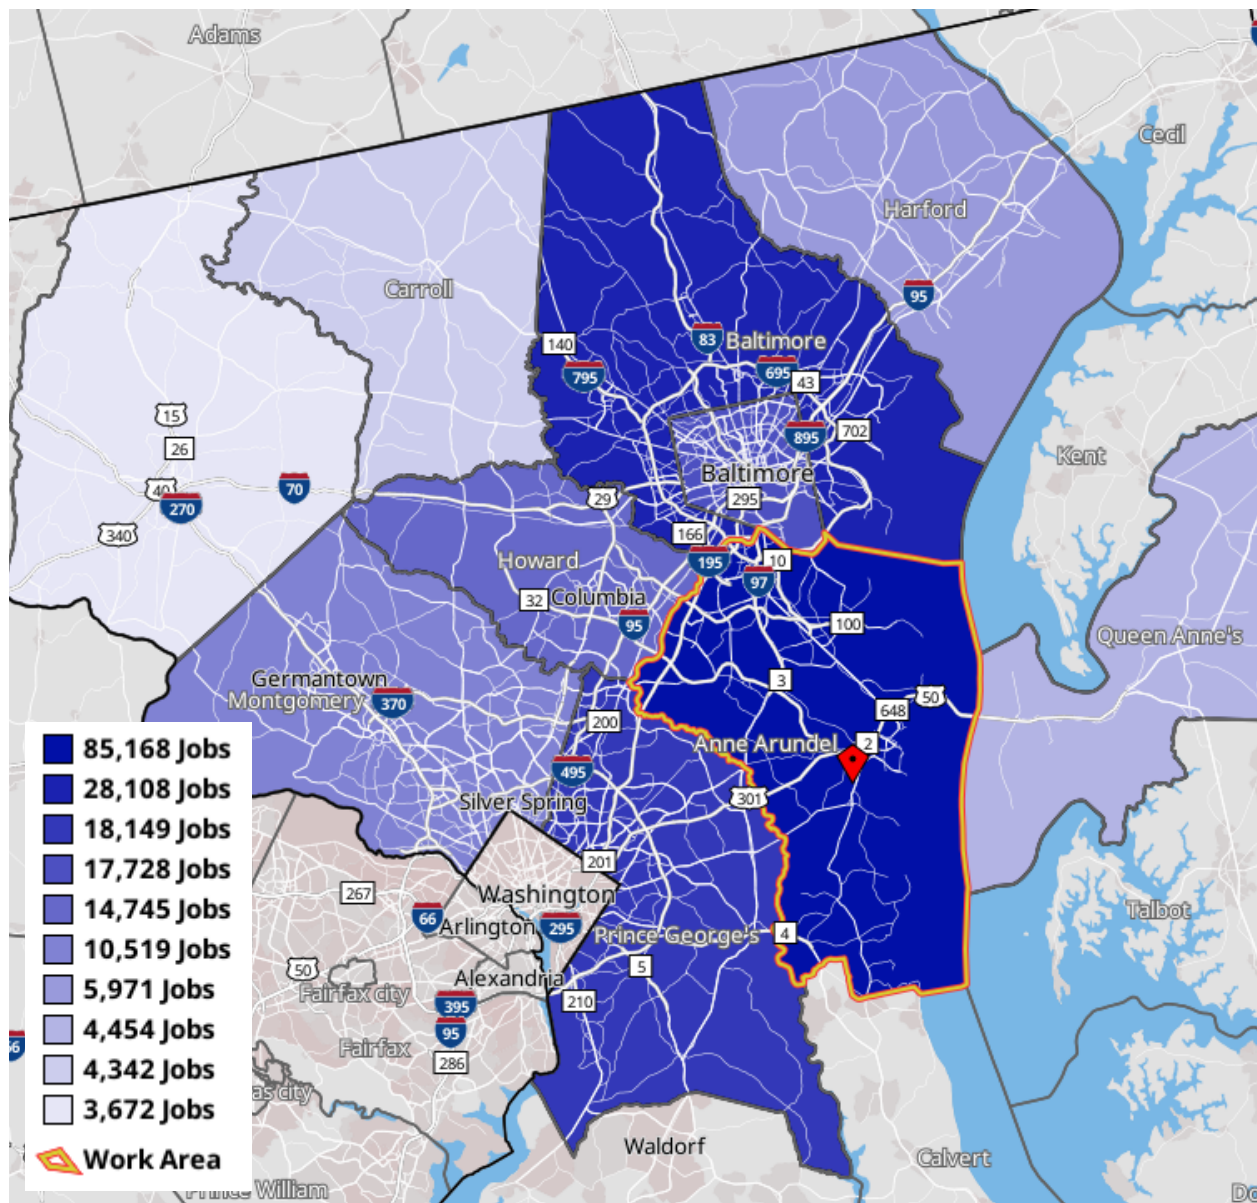 Adams
Cecil
Harford
Carroll
95
83
Baltimore
140
795
695
43
15
26
702
895
Kent
Baltimore
40
270
70
29
295
340
166
Howard
195
10
97
32
Columbia
95
100
Queen Anne's
Germantown
Montgomery
370
3
50
648
200
Anne Arundel
2
495
301
Silver Spring
201
267
Washington
66
Arlington
295
Prince George's
4
Talbot
50
Alexandria
5
Fairfax city
395
210
95
Fairfax
286
as city
Waldorf
Calvert
Prince William
Do
85,168 Jobs
28,108 Jobs
18,149 Jobs
17,728 Jobs
14,745 Jobs
10,519 Jobs
5,971 Jobs
4,454 Jobs
4,342 Jobs
3,672 Jobs
Work Area